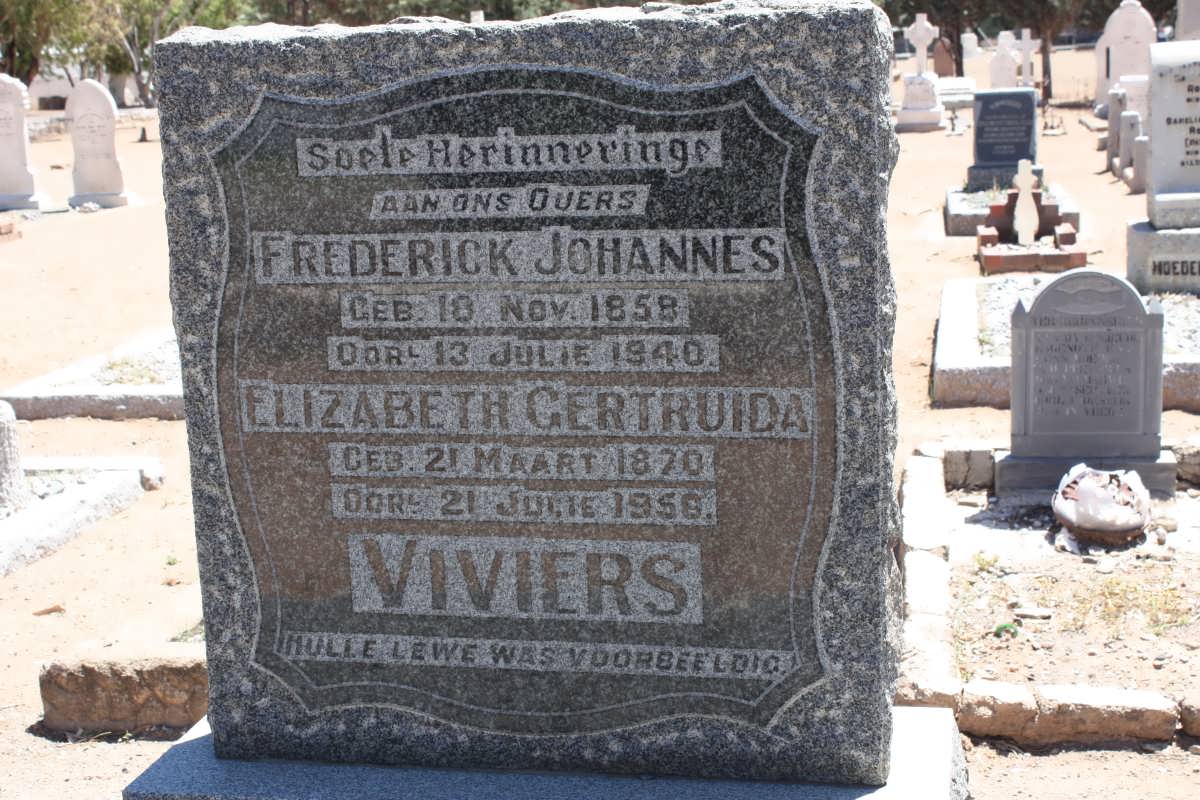 Soete Herinneringe
AAN ONS OUERS
FREDERICK JOHANNES
GEB. 18 NOV. 1858
OORL 13 JULIE 1940.
ELIZABETH GERTRUIDA
GEB. 21 MAART 1870
OORL 21 JULIE 1956.
VIVIERS
HULLE LEWE WAS VOORBEELDIG.
MOEDER